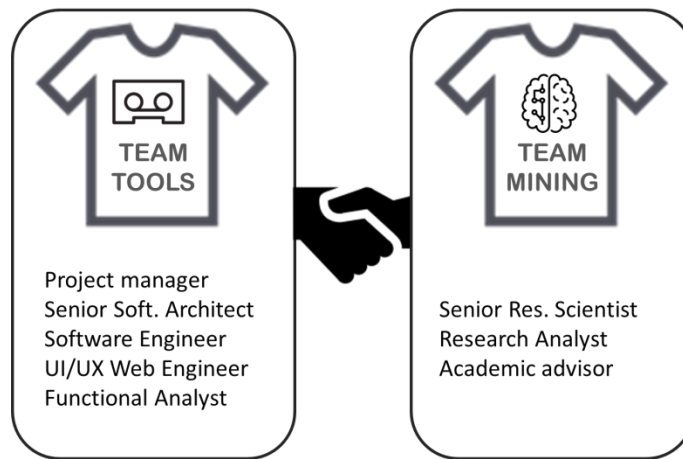 TEAM
TOOLS
Project manager
Senior Soft. Architect
Software Engineer
UI/UX Web Engineer
Functional Analyst
TEAM
MINING
Senior Res. Scientist
Research Analyst
Academic advisor